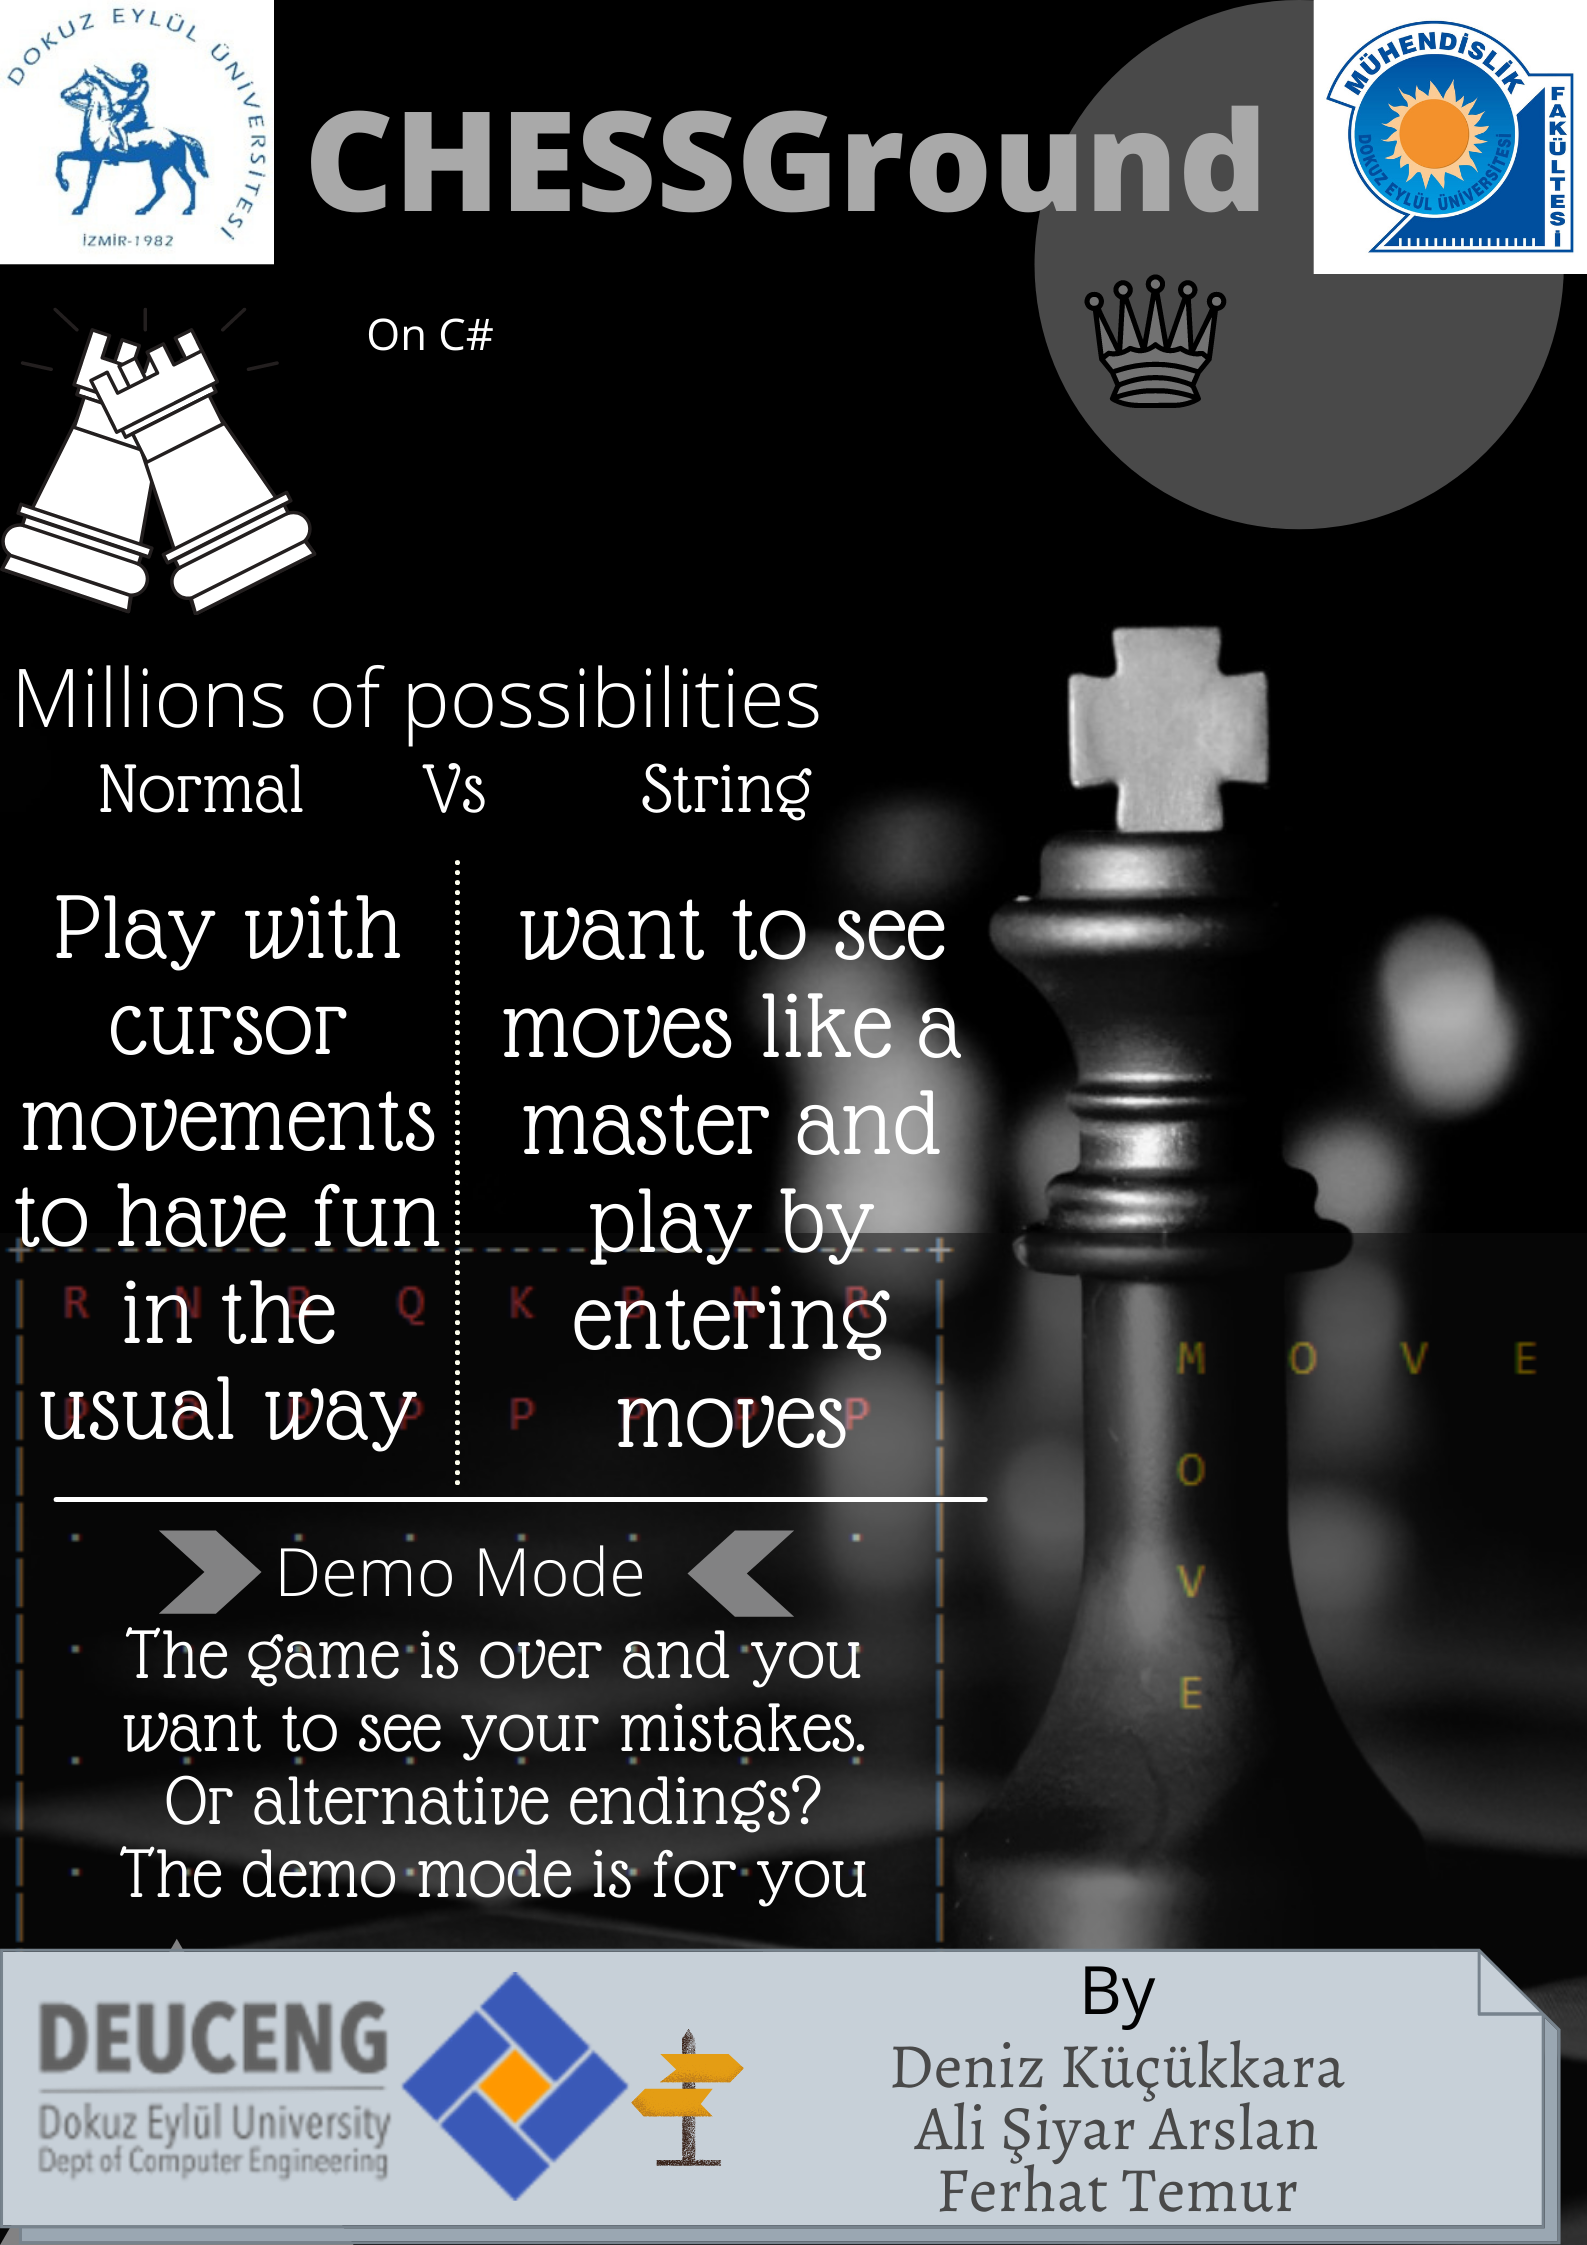 DOKUZ EYLÜL ÜNİVERSİTESİ
İZMİR-1982
CHESSGround
MÜHENDİSLİK
FAKÜLTESİ
DOKUZ EYLÜL ÜNİVERSİTESİ
On C#
Millions of possibilities
Normal Vs String
Play with
cursor
movements
to have fun
in the
usual way
want to see
moves like a
master and
play by
entering
moves
R N B Q K B N R
P P P P P P P P
M O V E
O
V
E
Demo Mode
The game is over and you
want to see your mistakes.
Or alternative endings?
The demo mode is for you
DEUCENG
Dokuz Eylül University
Dept of Computer Engineering
By
Deniz Küçükkara
Ali Şiyar Arslan
Ferhat Temur